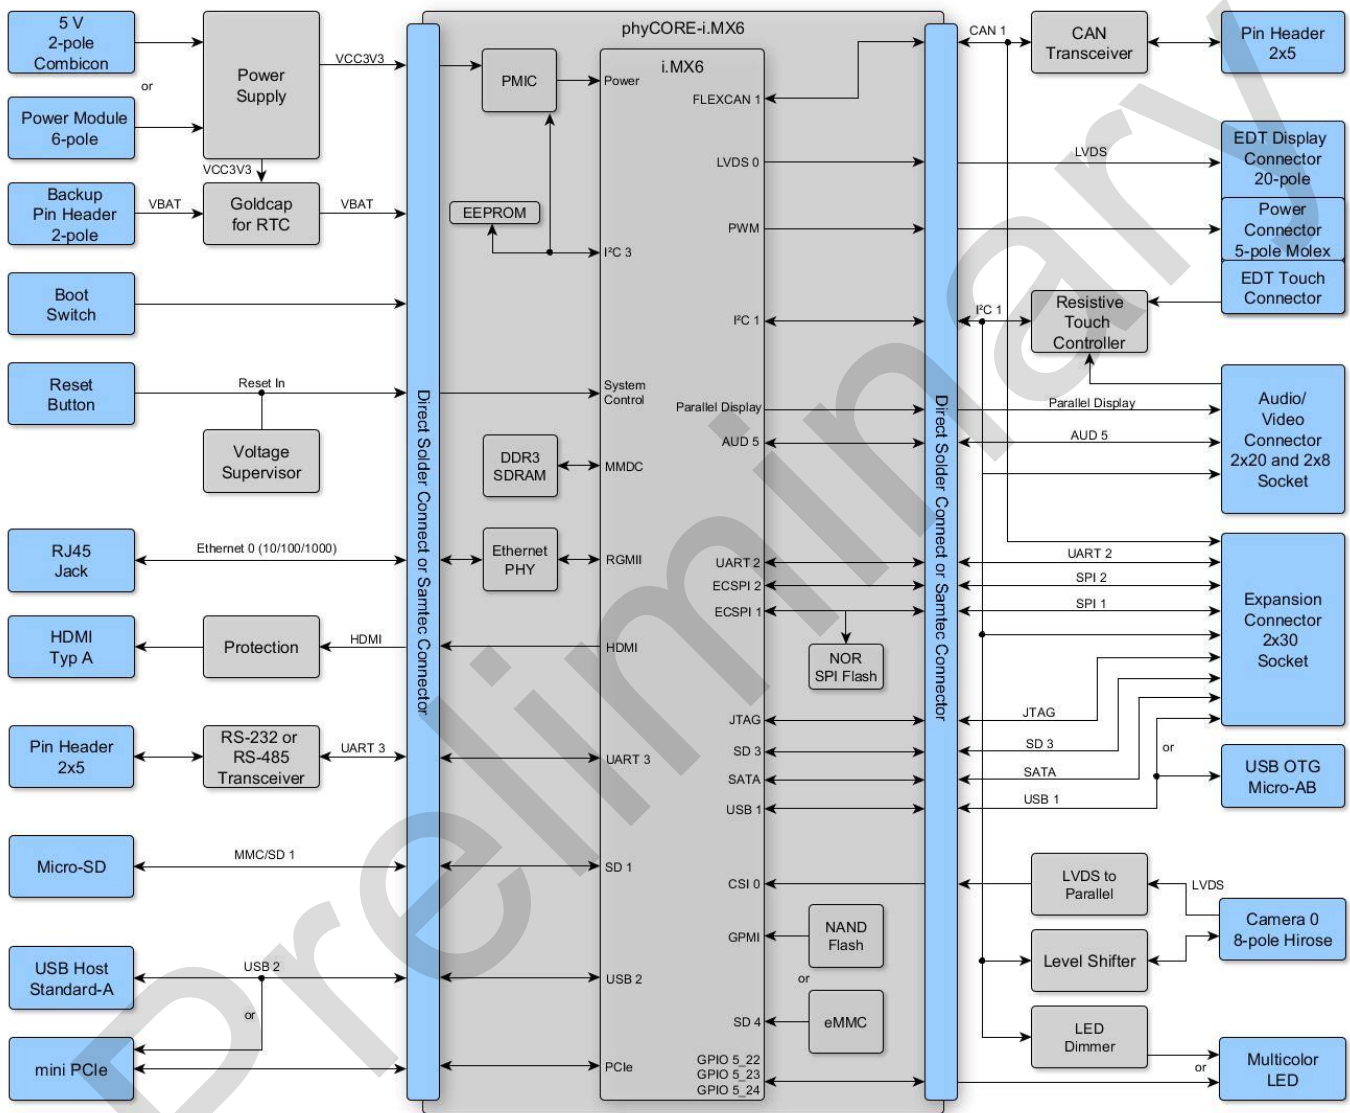 5 V
2-pole
Combicon
or
Power Module
6-pole
Power
Supply
VCC3V3
VCC3V3
Backup
Pin Header
2-pole
VBAT
Goldcap
for RTC
VBAT
Boot
Switch
Reset
Button
Reset In
Voltage
Supervisor
RJ45
Jack
Ethernet 0 (10/100/1000)
HDMI
Typ A
Protection
HDMI
Pin Header
2x5
RS-232 or
RS-485
Transceiver
UART 3
Micro-SD
MMC/SD 1
USB Host
Standard-A
USB 2
or
mini PCIe
Direct Solder Connect or Samtec Connector
phyCORE-i.MX6
i.MX6
PMIC
Power
EEPROM
I²C 3
System
Control
DDR3
SDRAM
MMDC
Ethernet
PHY
RGMII
HDMI
UART 3
SD 1
USB 2
PCIe
FLEXCAN 1
LVDS 0
PWM
I²C 1
Parallel Display
AUD 5
UART 2
ECSPI 2
ECSPI 1
NOR
SPI Flash
JTAG
SD 3
SATA
USB 1
CSI 0
GPMI
NAND
Flash
or
SD 4
eMMC
GPIO 5_22
GPIO 5_23
GPIO 5_24
Direct Solder Connect or Samtec Connector
CAN 1
CAN
Transceiver
Pin Header
2x5
LVDS
EDT Display
Connector
20-pole
Power
Connector
5-pole Molex
EDT Touch
Connector
I²C 1
Resistive
Touch
Controller
Parallel Display
AUD 5
Audio/
Video
Connector
2x20 and 2x8
Socket
UART 2
SPI 2
SPI 1
Expansion
Connector
2x30
Socket
JTAG
SD 3
SATA
USB 1
or
USB OTG
Micro-AB
LVDS to
Parallel
LVDS
Camera 0
8-pole Hirose
Level Shifter
LED
Dimmer
or
Multicolor
LED
Preliminary